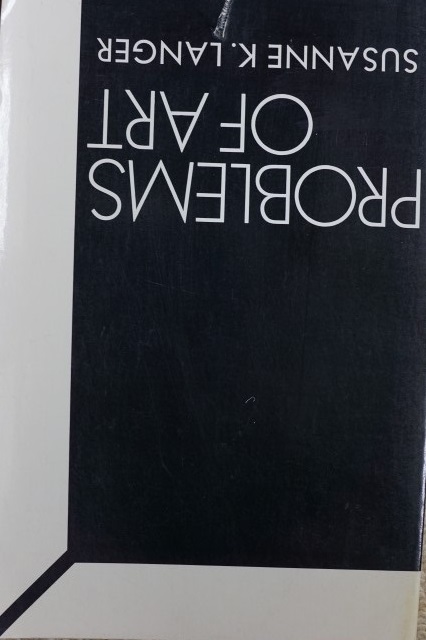 PROBLEMS
OF ART
SUSANNE K. LANGER